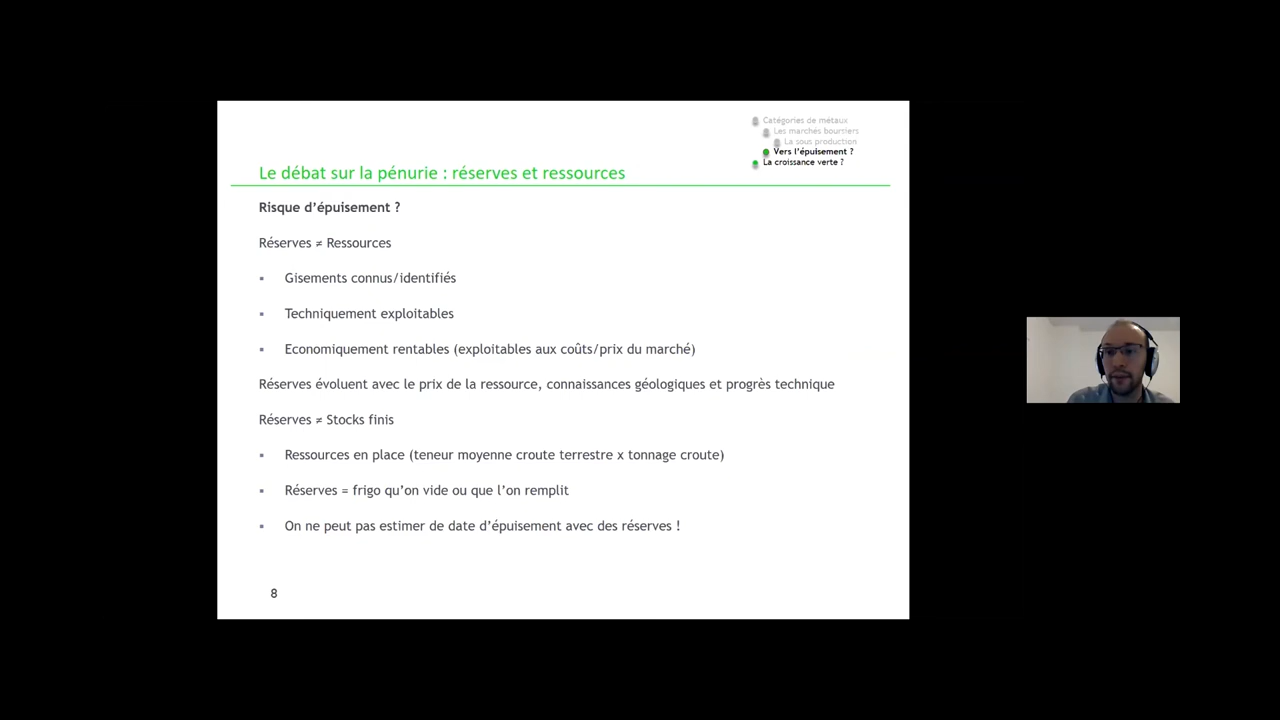 Catégories de métaux
Les marchés boursiers
La sous production
Vers l'épuisement ?
La croissance verte ?
Le débat sur la pénurie : réserves et ressources
Risque d'épuisement ?
Réserves ≠ Ressources
▪ Gisements connus/identifiés
▪ Techniquement exploitables
▪ Economiquement rentables (exploitables aux coûts/prix du marché)
Réserves évoluent avec le prix de la ressource, connaissances géologiques et progrès technique
Réserves ≠ Stocks finis
▪ Ressources en place (teneur moyenne croute terrestre x tonnage croute)
▪ Réserves = frigo qu'on vide ou que l'on remplit
▪ On ne peut pas estimer de date d'épuisement avec des réserves !
8